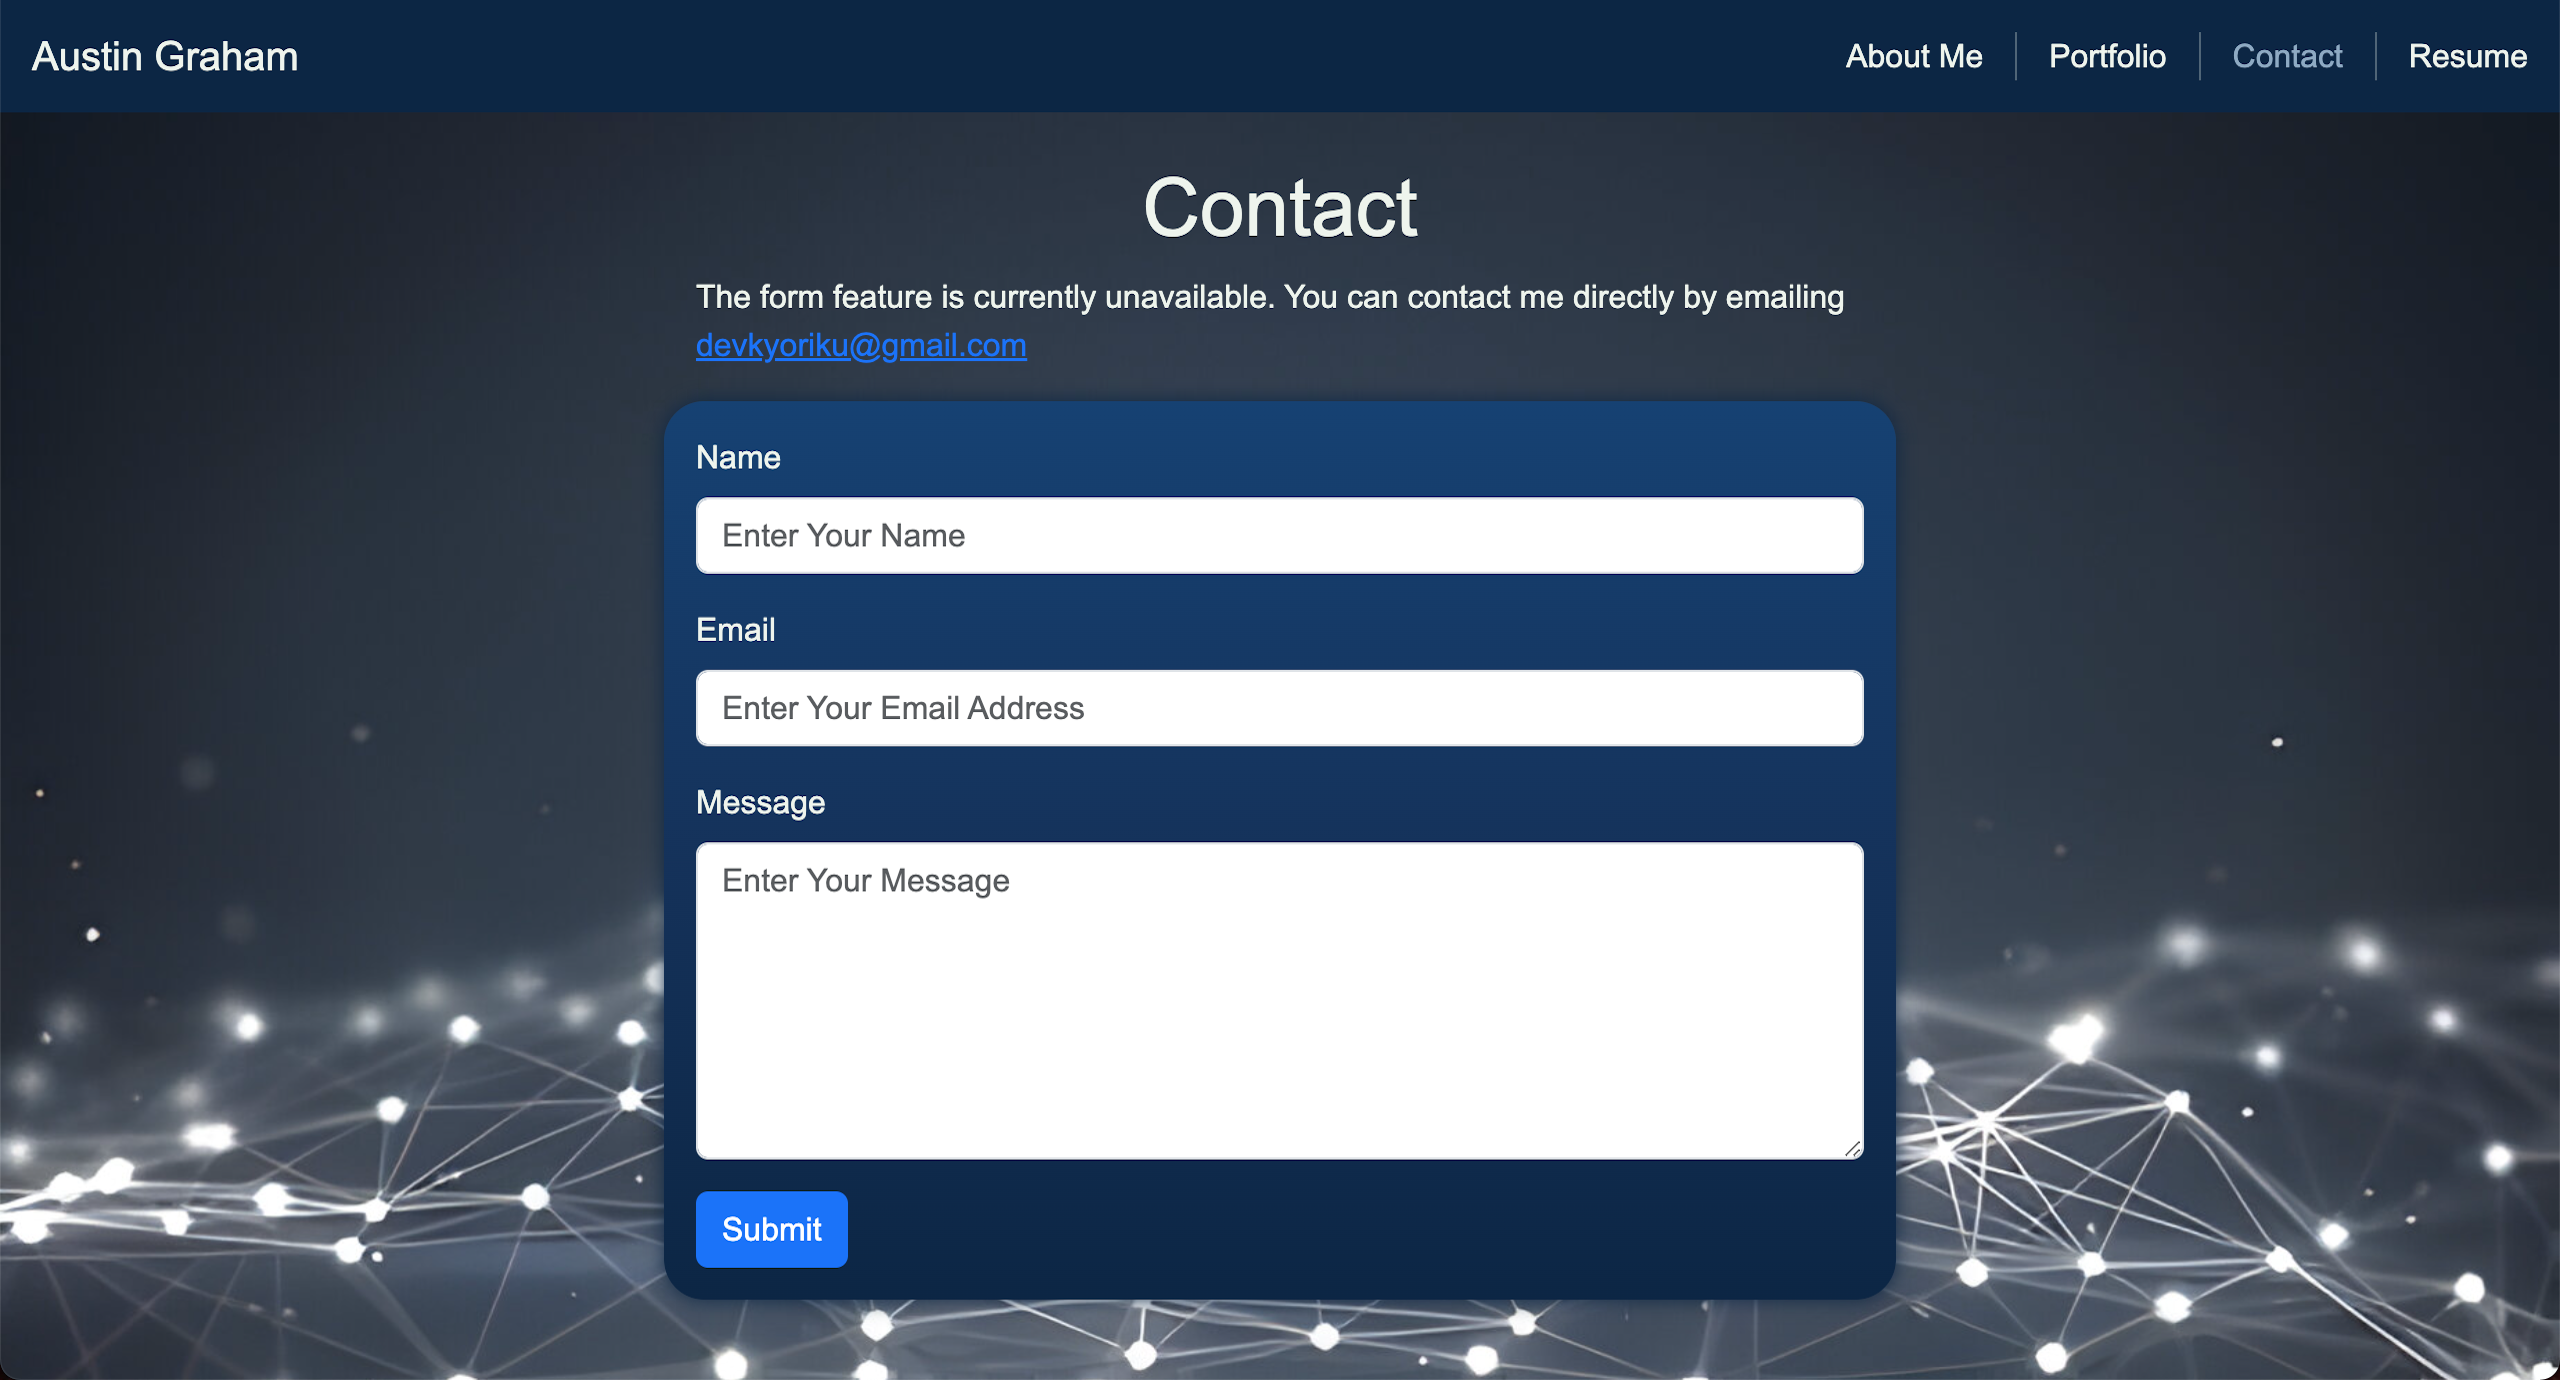 Austin Graham
About Me
Portfolio
Contact
Resume
Contact
The form feature is currently unavailable. You can contact me directly by emailing
devkyoriku@gmail.com
Name
Enter Your Name
Email
Enter Your Email Address
Message
Enter Your Message
Submit